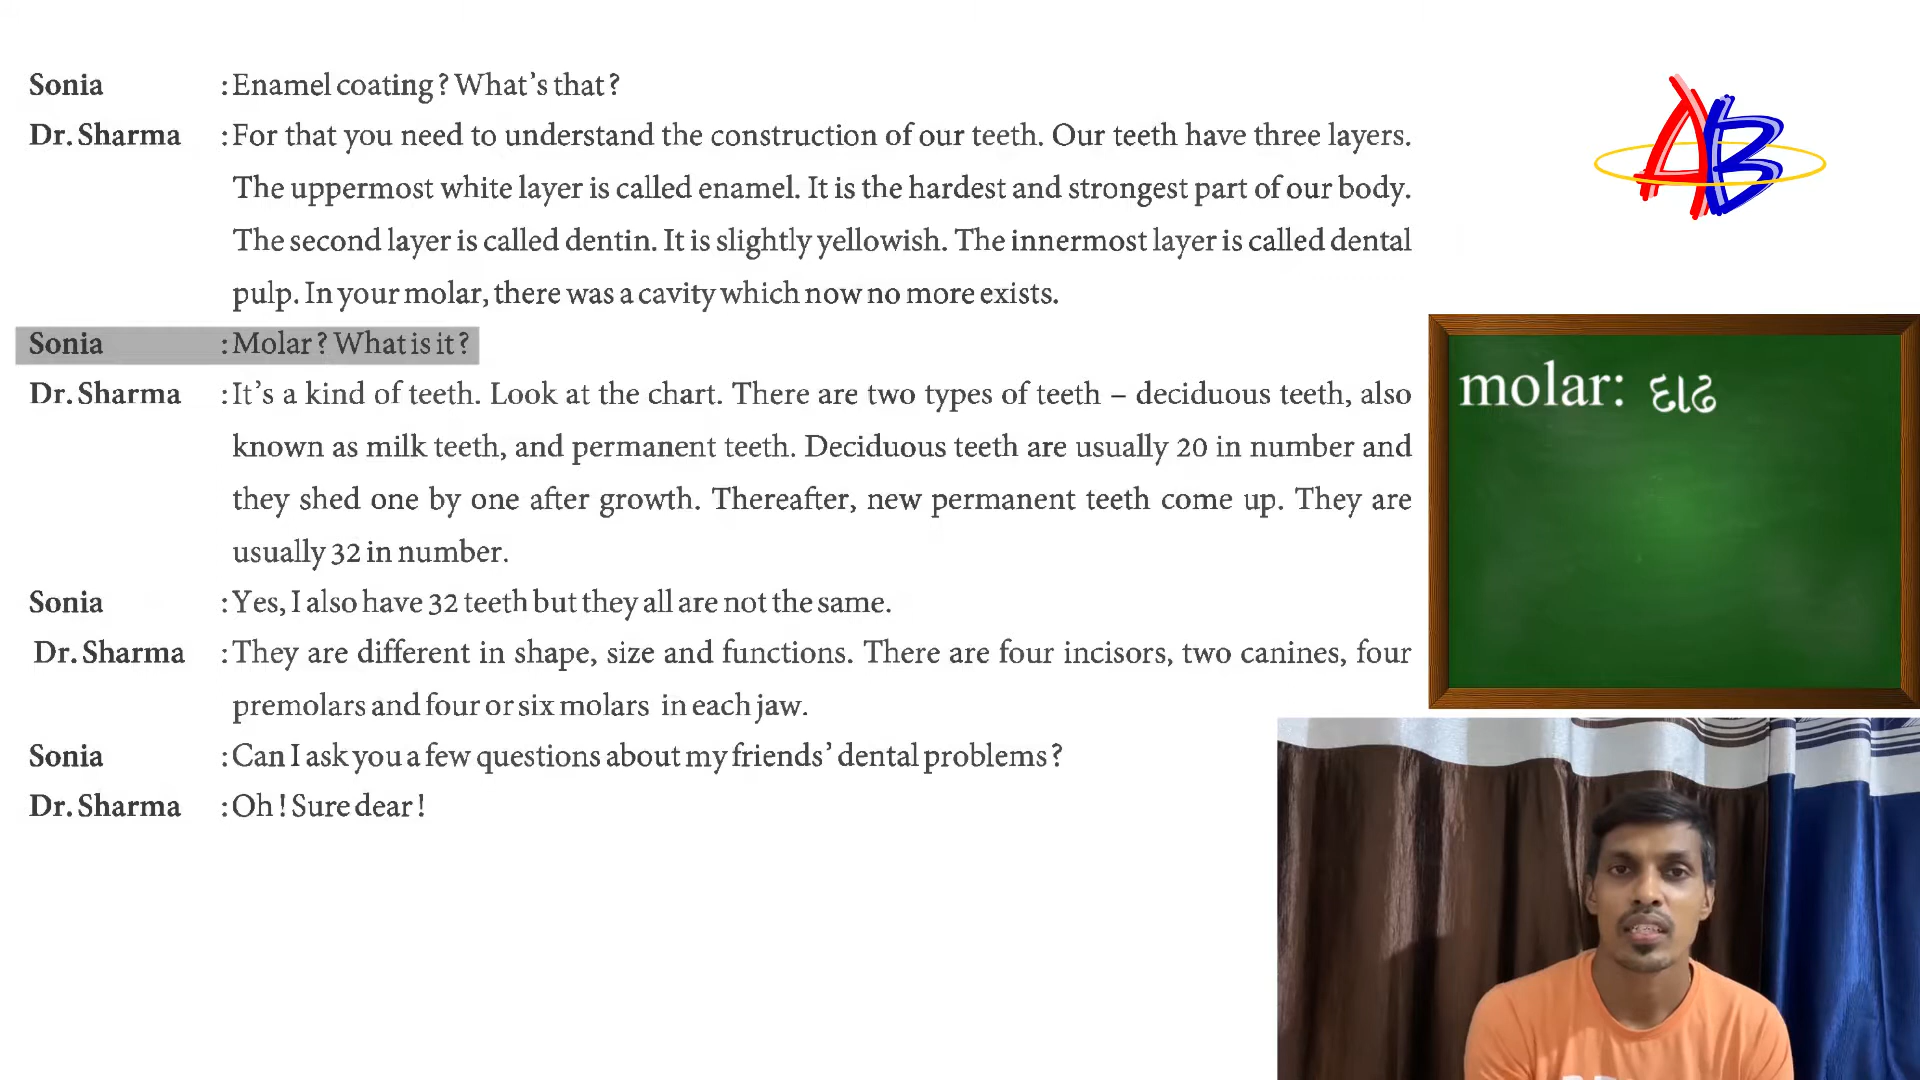 Sonia : Enamel coating? What's that?
Dr. Sharma : For that you need to understand the construction of our teeth. Our teeth have three layers.
The uppermost white layer is called enamel. It is the hardest and strongest part of our body.
The second layer is called dentin. It is slightly yellowish. The innermost layer is called dental
pulp. In your molar, there was a cavity which now no more exists.
Sonia : Molar? What is it?
Dr. Sharma : It's a kind of teeth. Look at the chart. There are two types of teeth – deciduous teeth, also
known as milk teeth, and permanent teeth. Deciduous teeth are usually 20 in number and
they shed one by one after growth. Thereafter, new permanent teeth come up. They are
usually 32 in number.
Sonia : Yes, I also have 32 teeth but they all are not the same.
Dr. Sharma : They are different in shape, size and functions. There are four incisors, two canines, four
premolars and four or six molars in each jaw.
Sonia : Can I ask you a few questions about my friends' dental problems?
Dr. Sharma : Oh! Sure dear!
AB
molar: દાઢ